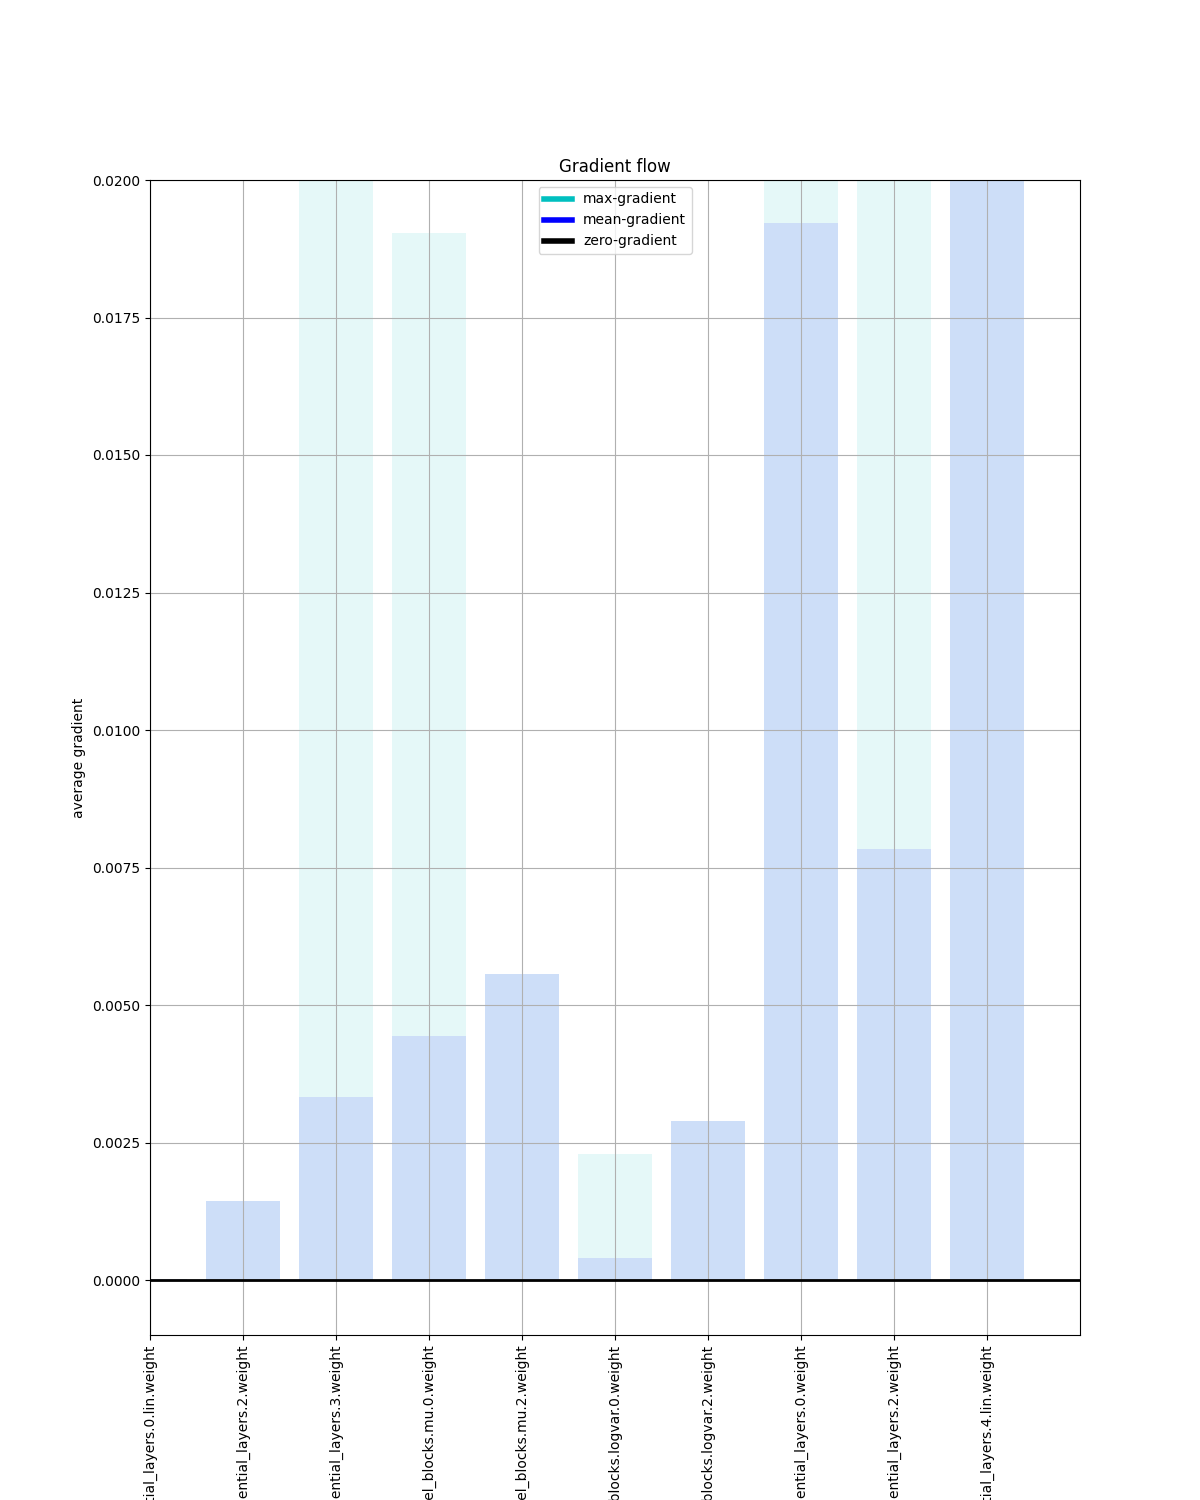 Gradient flow
max-gradient
mean-gradient
zero-gradient
0.0200
0.0175
0.0150
0.0125
0.0100
0.0075
0.0050
0.0025
0.0000
average gradient
tial_layers.0.lin.weight
ential_layers.2.weight
ential_layers.3.weight
el_blocks.mu.0.weight
el_blocks.mu.2.weight
blocks.logvar.0.weight
blocks.logvar.2.weight
ential_layers.0.weight
ential_layers.2.weight
tial_layers.4.lin.weight